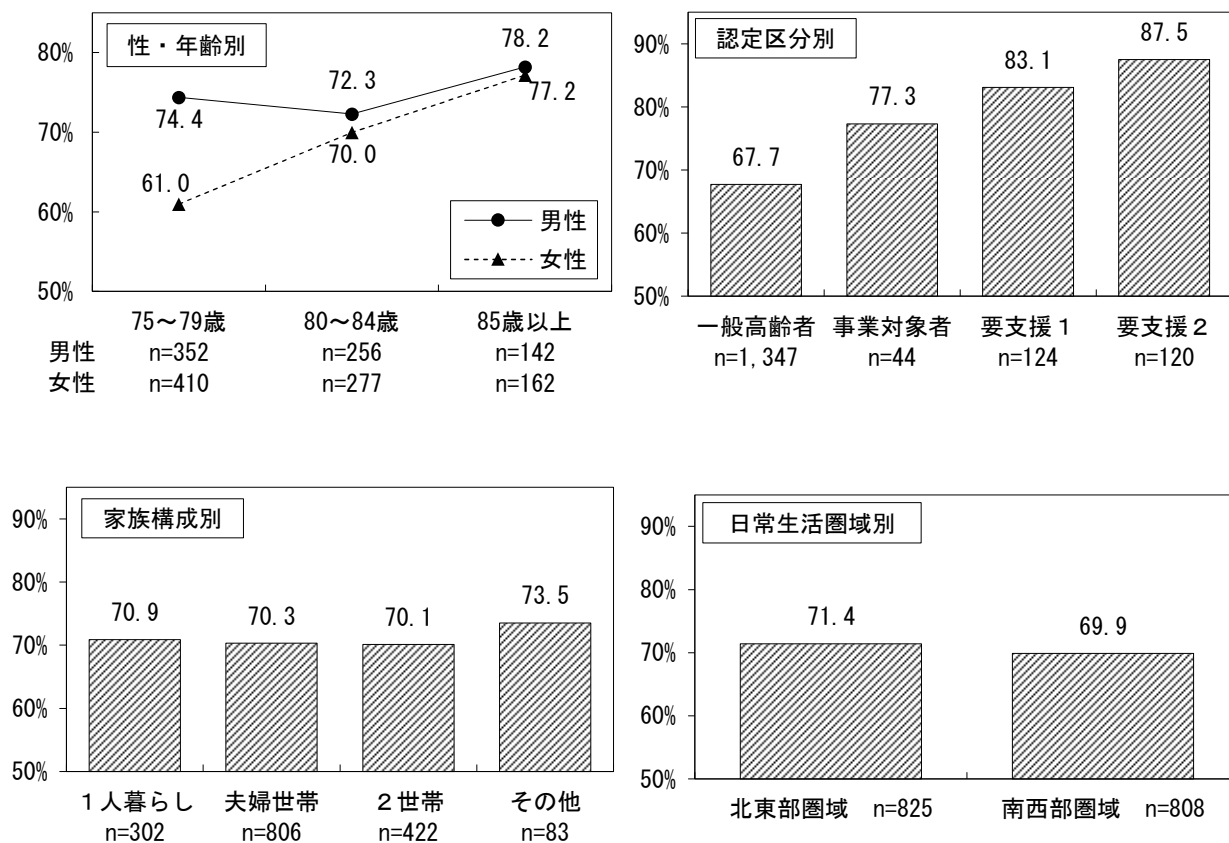 性・年齢別
80%
70%
60%
50%
74.4
72.3
78.2
61.0
70.0
77.2
男性
女性
75～79歳 80～84歳 85歳以上
男性 n=352 n=256 n=142
女性 n=410 n=277 n=162
認定区分別
90%
80%
70%
60%
50%
67.7
77.3
83.1
87.5
一般高齢者 事業対象者 要支援１ 要支援２
n=1,347 n=44 n=124 n=120
家族構成別
90%
80%
70%
60%
50%
70.9
70.3
70.1
73.5
１人暮らし 夫婦世帯 ２世帯 その他
n=302 n=806 n=422 n=83
日常生活圏域別
90%
80%
70%
60%
50%
71.4
69.9
北東部圏域 n=825 南西部圏域 n=808